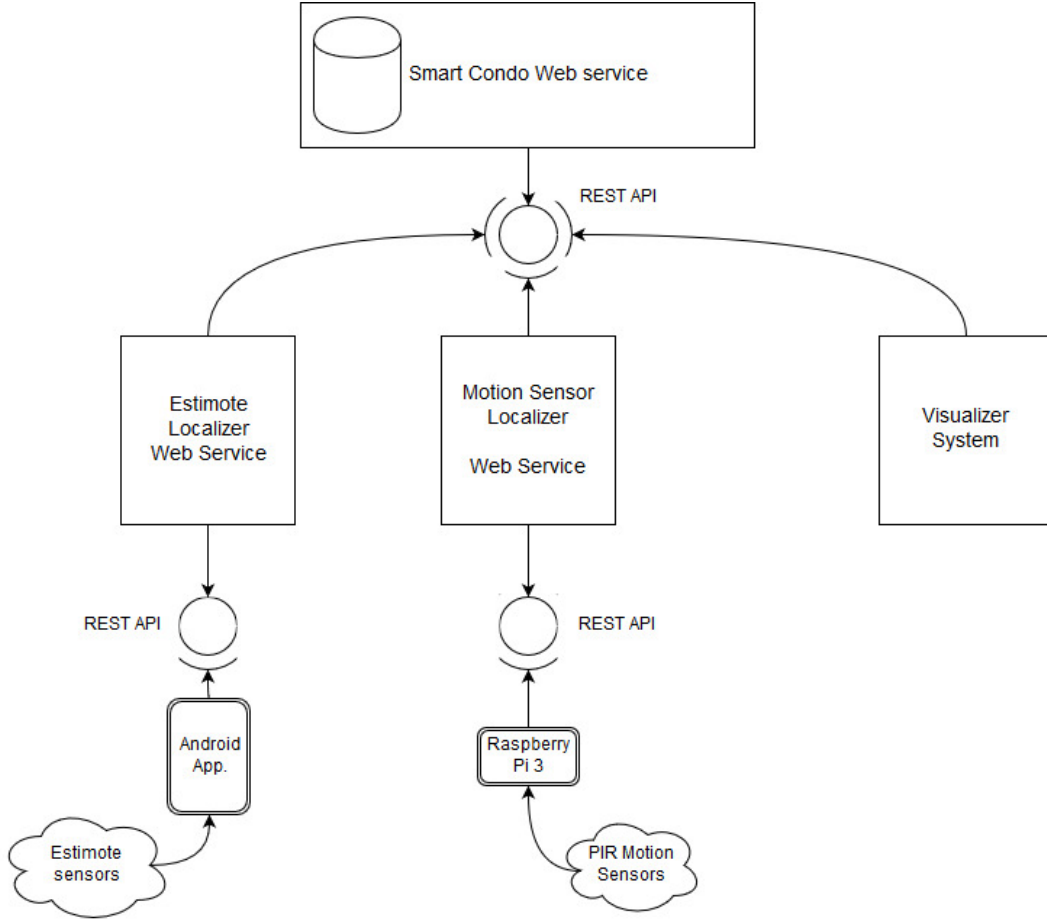 Smart Condo Web service
REST API
Estimote
Localizer
Web Service
Motion Sensor
Localizer
Web Service
Visualizer
System
REST API
REST API
Android
App.
Raspberry
Pi 3
Estimote
sensors
PIR Motion
Sensors